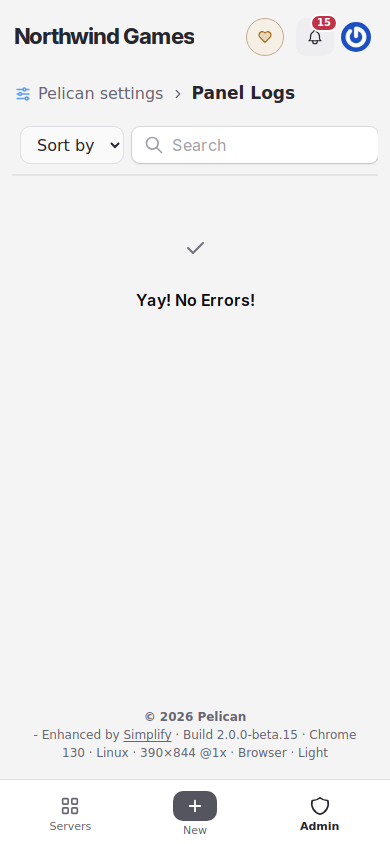 Northwind Games
15
Pelican settings > Panel Logs
Sort by
Search
Yay! No Errors!
© 2026 Pelican
- Enhanced by Simplify · Build 2.0.0-beta.15 · Chrome
130 · Linux · 390×844 @1x · Browser · Light
Servers
New
Admin